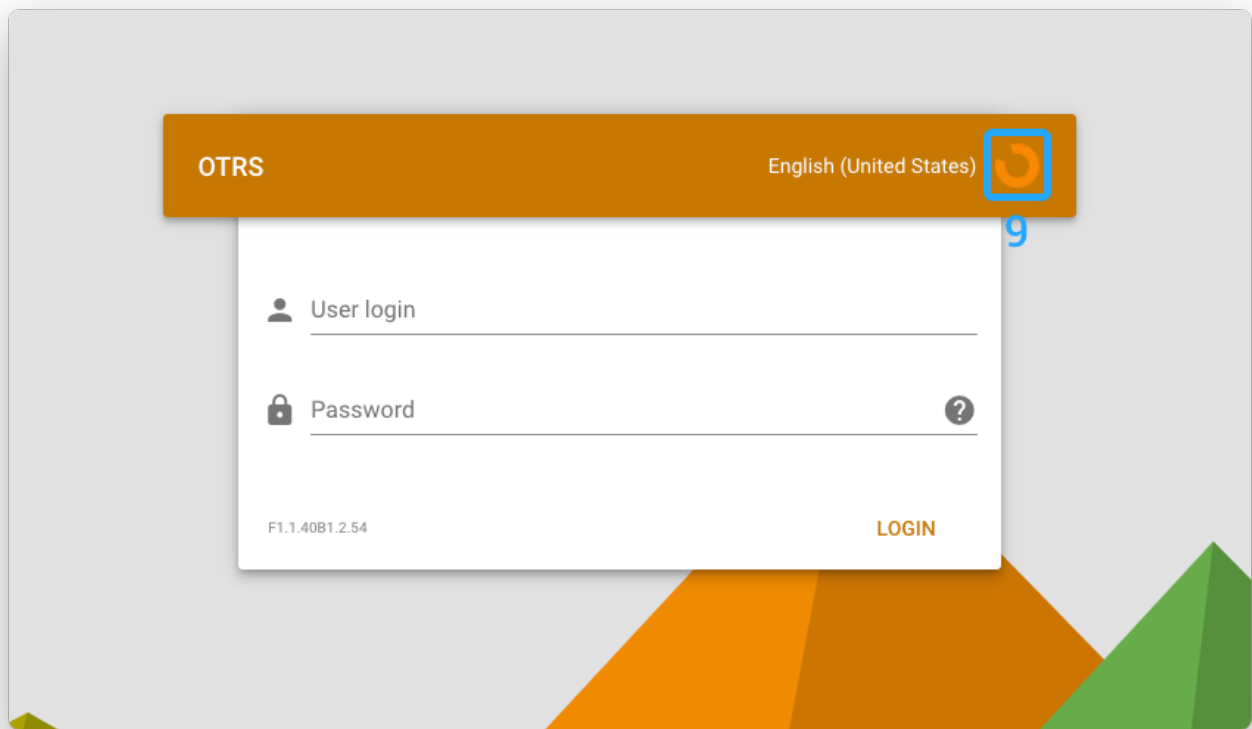 OTRS
English (United States)
9
User login
Password
?
F1.1.40B1.2.54
LOGIN